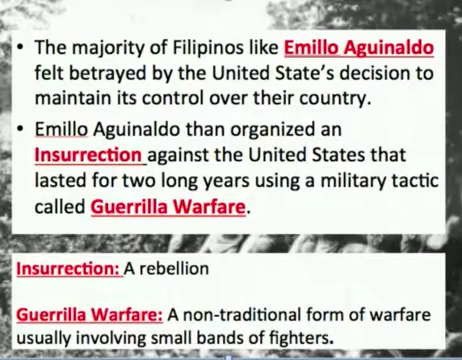 • The majority of Filipinos like Emillo Aguinaldo
felt betrayed by the United State's decision to
maintain its control over their country.
• Emillo Aguinaldo than organized an
Insurrection against the United States that
lasted for two long years using a military tactic
called Guerrilla Warfare.
Insurrection: A rebellion
Guerrilla Warfare: A non-traditional form of warfare
usually involving small bands of fighters.